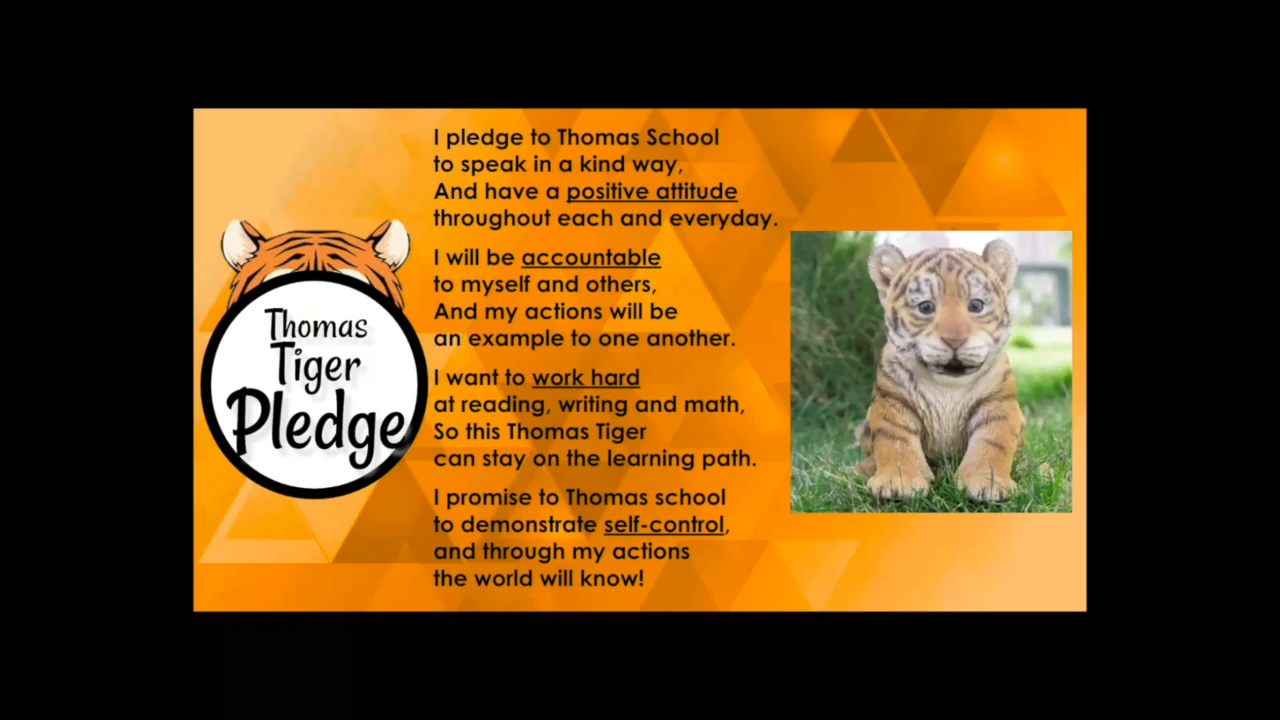 Thomas
Tiger
Pledge
I pledge to Thomas School
to speak in a kind way,
And have a positive attitude
throughout each and everyday.
I will be accountable
to myself and others,
And my actions will be
an example to one another.
I want to work hard
at reading, writing and math,
So this Thomas Tiger
can stay on the learning path.
I promise to Thomas school
to demonstrate self-control,
and through my actions
the world will know!